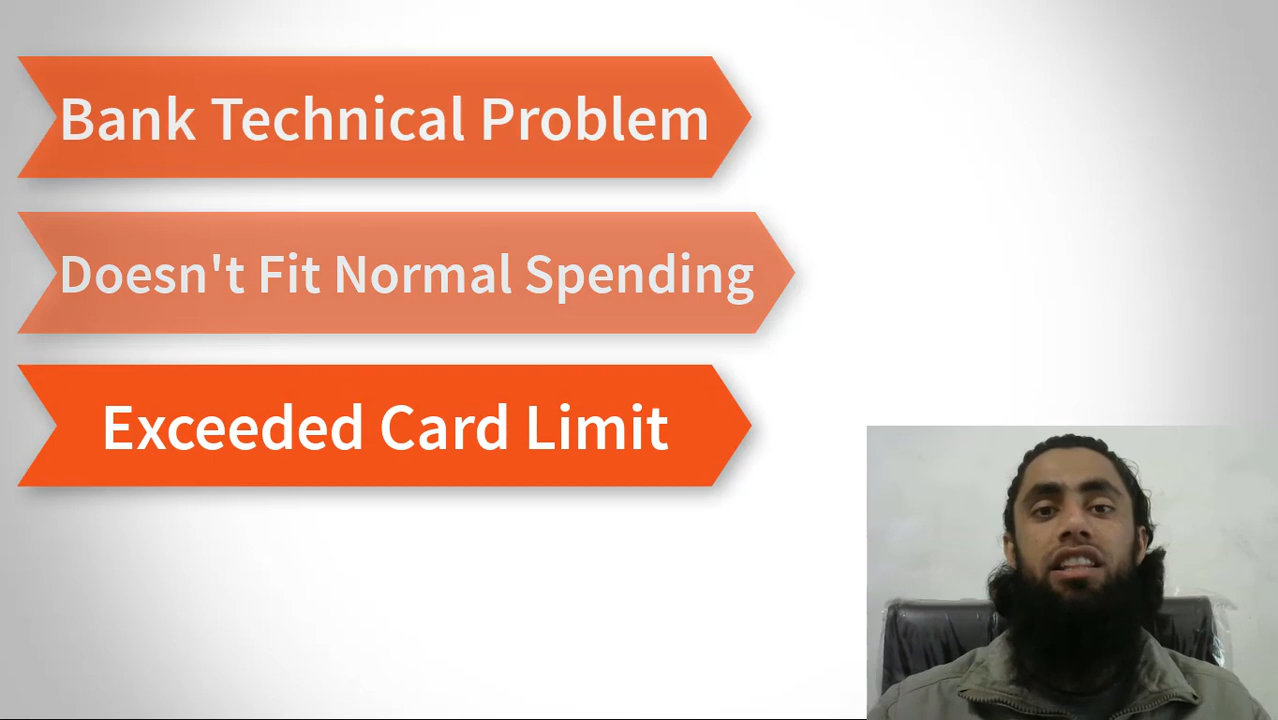 Bank Technical Problem
Doesn't Fit Normal Spending
Exceeded Card Limit